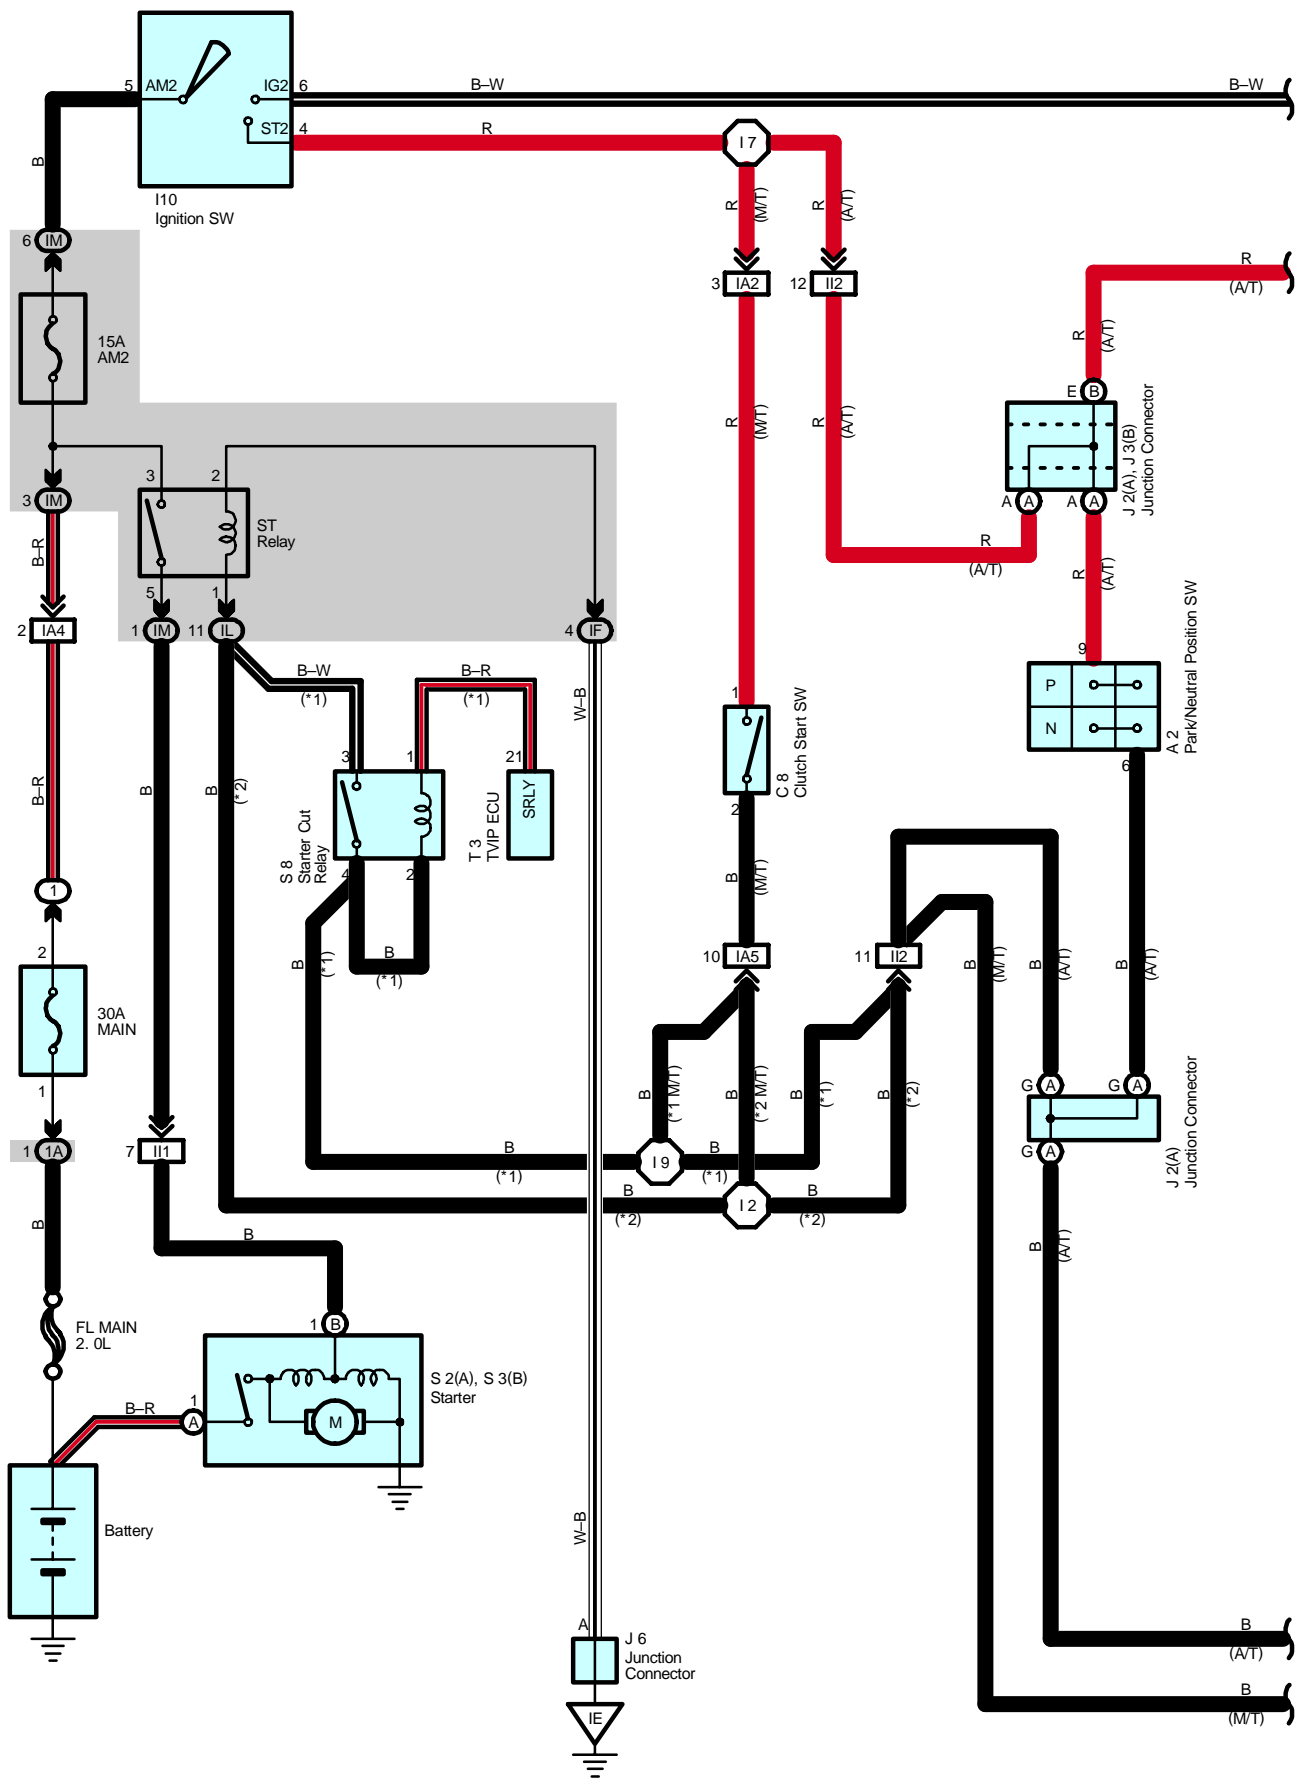 5 AM2 IG2 6 B–W B–W
ST2 4 R I 7
B
I10
Ignition SW
R (M/T) R (A/T)
6 IM
R
(A/T)
3 IA2 12 II2
15A
AM2
R (A/T)
E B
J 2(A), J 3(B)
Junction Connector
R (M/T) R (A/T)
3 2
3 IM
A A A A
ST
Relay
B–R
R
(A/T)
R (A/T)
5 1
2 IA4 1 IM 11 IL 4 IF
9
B–W
(*1)
B–R
(*1)
W–B
P
N
A 2
Park/Neutral Position SW
6
1
C 8
Clutch Start SW
2
3 1 21
SRLY
T 3
TVIP ECU
S 8
Starter Cut
Relay
4 2
B–R
B
B (*2)
1
B (M/T)
B
(*1)
B (*1)
2
10 IA5 11 II2
B (M/T) B (A/T) B (A/T)
30A
MAIN
1
B (*1 M/T) B (*2 M/T) B (*1) B (*2)
G A G A
J 2(A)
Junction Connector
G A
1 1A 7 II1
B
(*1)
I 9
B
(*1)
B
(*2)
I 2
B
(*2)
B
B
B (A/T)
FL MAIN
2. 0L
1 B
S 2(A), S 3(B)
Starter
M
B–R
1
A
Battery
W–B
A
J 6
Junction
Connector
IE
B
(A/T)
B
(M/T)